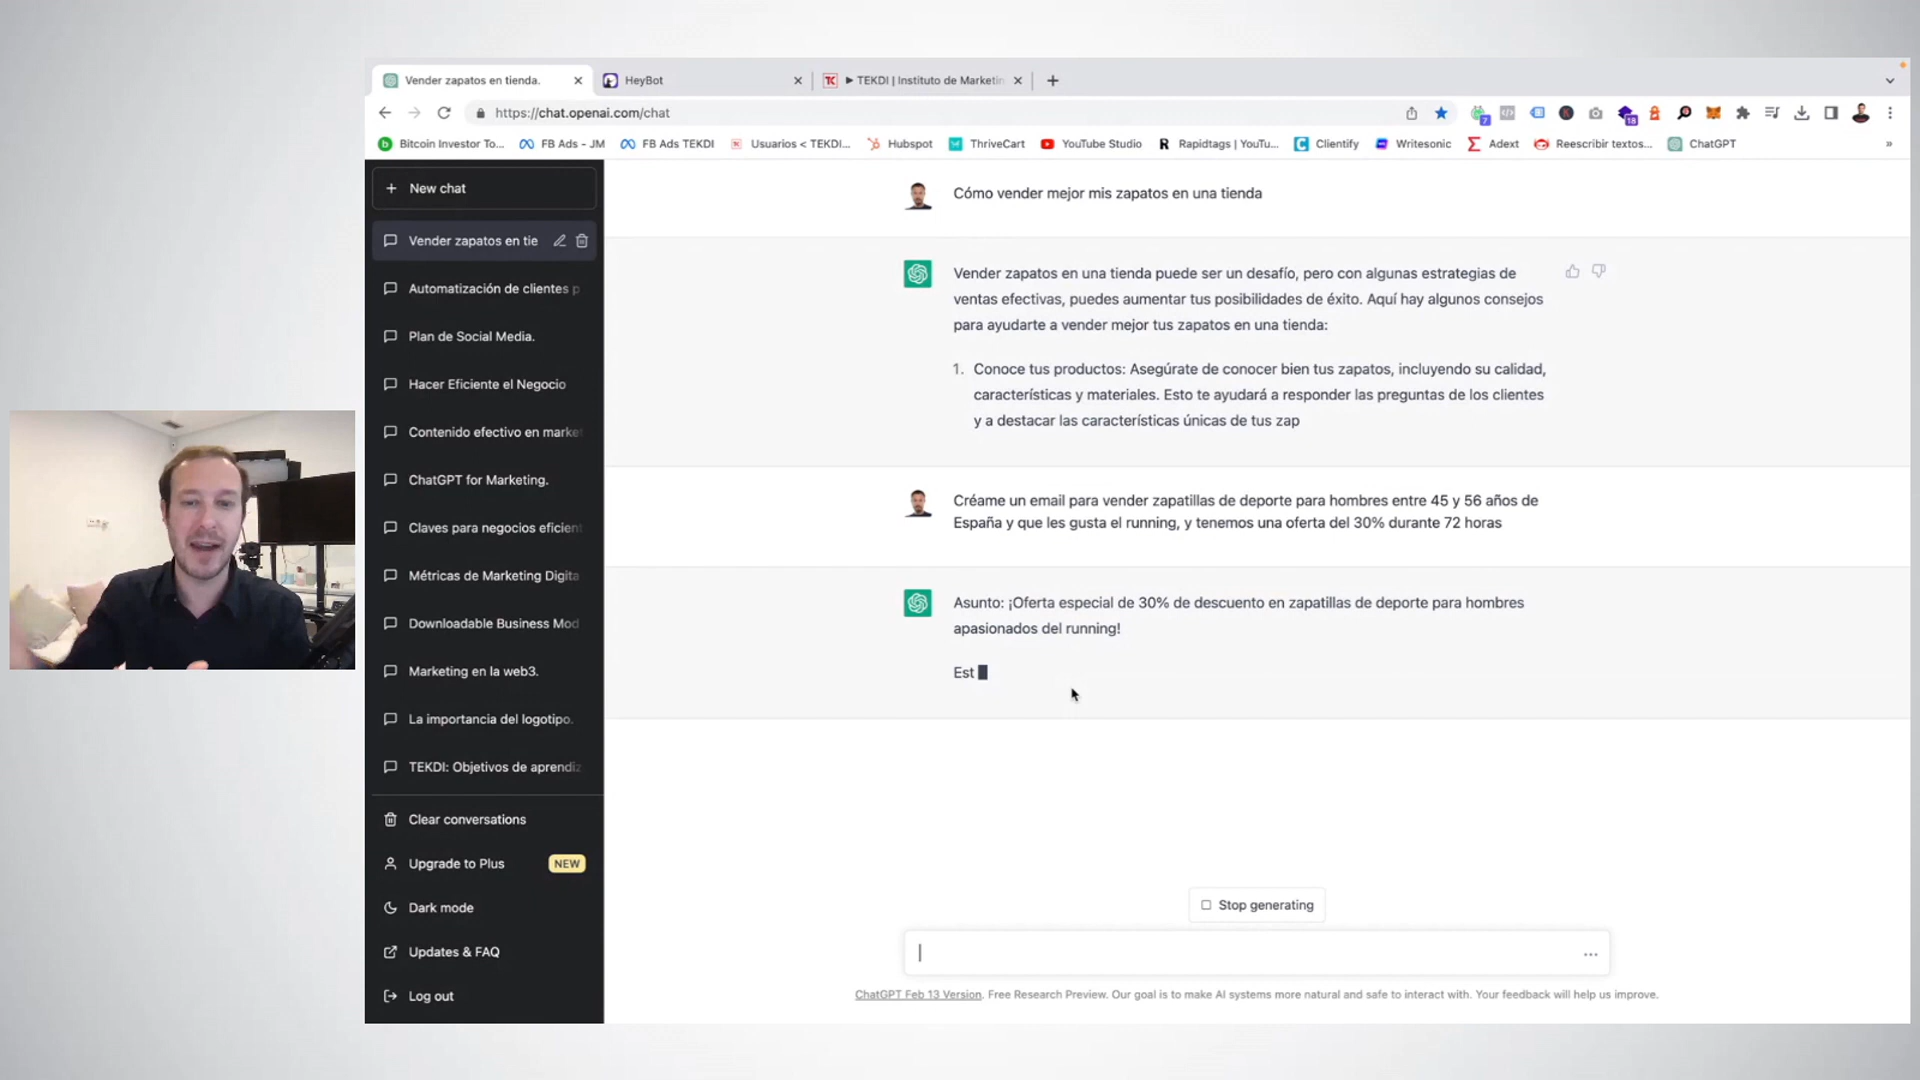 Vender zapatos en tienda.
HeyBot
TEKDI | Instituto de Marketin
https://chat.openai.com/chat
7
18
Bitcoin Investor To...
FB Ads - JM
FB Ads TEKDI
Usuarios < TEKDI...
Hubspot
ThriveCart
YouTube Studio
Rapidtags | YouTu...
Clientify
Writesonic
Adext
Reescribir textos...
ChatGPT
»
+ New chat
Vender zapatos en tie
Automatización de clientes p
Plan de Social Media.
Hacer Eficiente el Negocio
Contenido efectivo en marke
ChatGPT for Marketing.
Claves para negocios eficien
Métricas de Marketing Digita
Downloadable Business Mod
Marketing en la web3.
La importancia del logotipo.
TEKDI: Objetivos de aprendiz
Clear conversations
Upgrade to Plus NEW
Dark mode
Updates & FAQ
Log out
Cómo vender mejor mis zapatos en una tienda
Vender zapatos en una tienda puede ser un desafío, pero con algunas estrategias de
ventas efectivas, puedes aumentar tus posibilidades de éxito. Aquí hay algunos consejos
para ayudarte a vender mejor tus zapatos en una tienda:
1. Conoce tus productos: Asegúrate de conocer bien tus zapatos, incluyendo su calidad,
características y materiales. Esto te ayudará a responder las preguntas de los clientes
y a destacar las características únicas de tus zap
Créame un email para vender zapatillas de deporte para hombres entre 45 y 56 años de
España y que les gusta el running, y tenemos una oferta del 30% durante 72 horas
Asunto: ¡Oferta especial de 30% de descuento en zapatillas de deporte para hombres
apasionados del running!
Est
Stop generating
ChatGPT Feb 13 Version. Free Research Preview. Our goal is to make AI systems more natural and safe to interact with. Your feedback will help us improve.